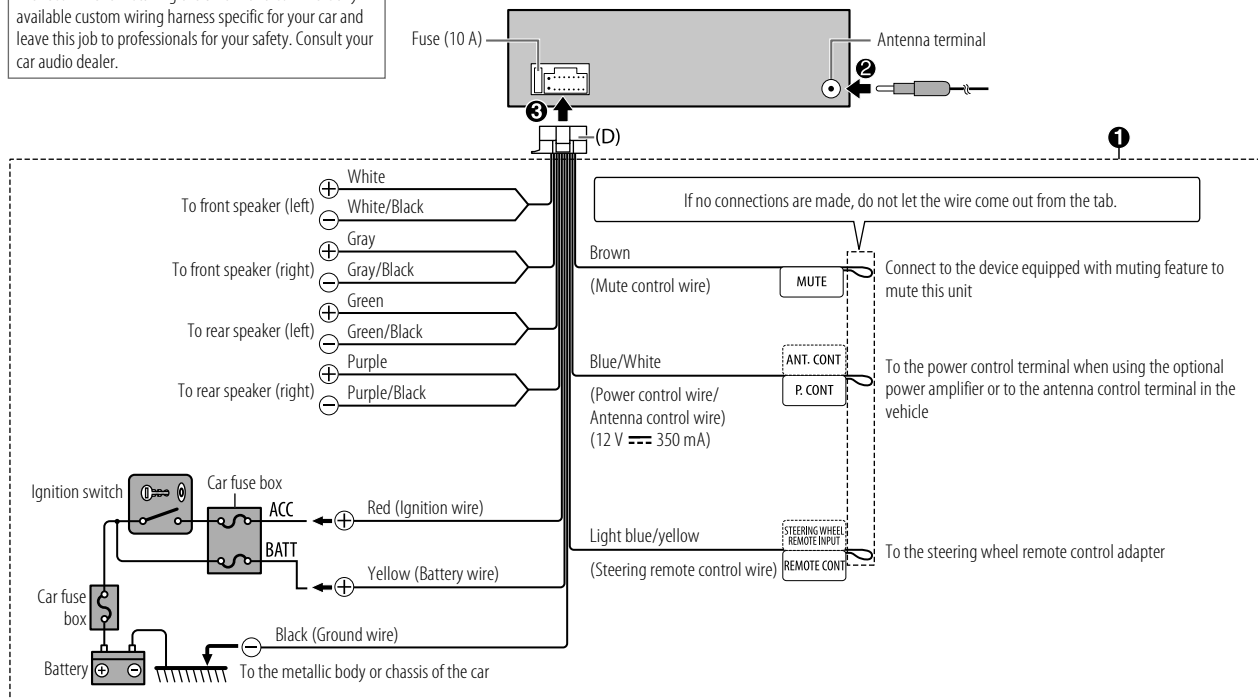 available custom wiring harness specific for your car and
leave this job to professionals for your safety. Consult your
car audio dealer.
Fuse (10 A)
Antenna terminal
2
3
(D)
1
To front speaker (left)
White
White/Black
To front speaker (right)
Gray
Gray/Black
To rear speaker (left)
Green
Green/Black
To rear speaker (right)
Purple
Purple/Black
If no connections are made, do not let the wire come out from the tab.
Brown
(Mute control wire)
MUTE
Connect to the device equipped with muting feature to
mute this unit
Blue/White
(Power control wire/
Antenna control wire)
(12 V ⎓ 350 mA)
ANT. CONT
P. CONT
To the power control terminal when using the optional
power amplifier or to the antenna control terminal in the
vehicle
Light blue/yellow
(Steering remote control wire)
STEERING WHEEL
REMOTE INPUT
REMOTE CONT
To the steering wheel remote control adapter
Ignition switch
Car fuse box
ACC
BATT
Red (Ignition wire)
Yellow (Battery wire)
Car fuse
box
Battery
Black (Ground wire)
To the metallic body or chassis of the car